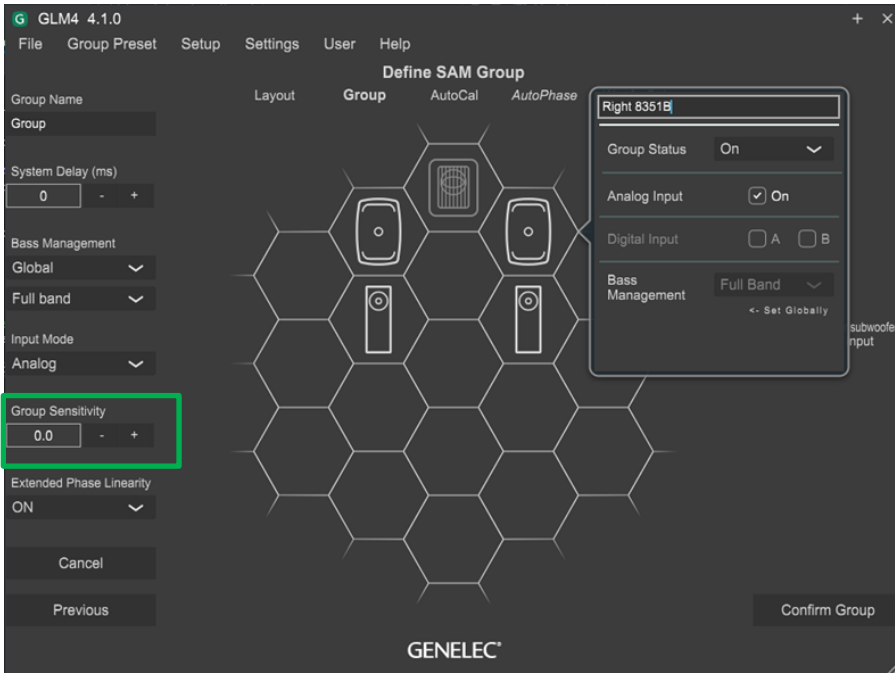 G GLM4 4.1.0
+ ×
File Group Preset Setup Settings User Help
Define SAM Group
Layout Group AutoCal AutoPhase
Group Name
Group
System Delay (ms)
0 - +
Bass Management
Global
Full band
Input Mode
Analog
Group Sensitivity
0.0 - +
Extended Phase Linearity
ON
Cancel
Previous
Right 8351B
Group Status On
Analog Input On
Digital Input A B
Bass
Management
Full Band
<- Set Globally
subwoofe
nput
Confirm Group
GENELEC®